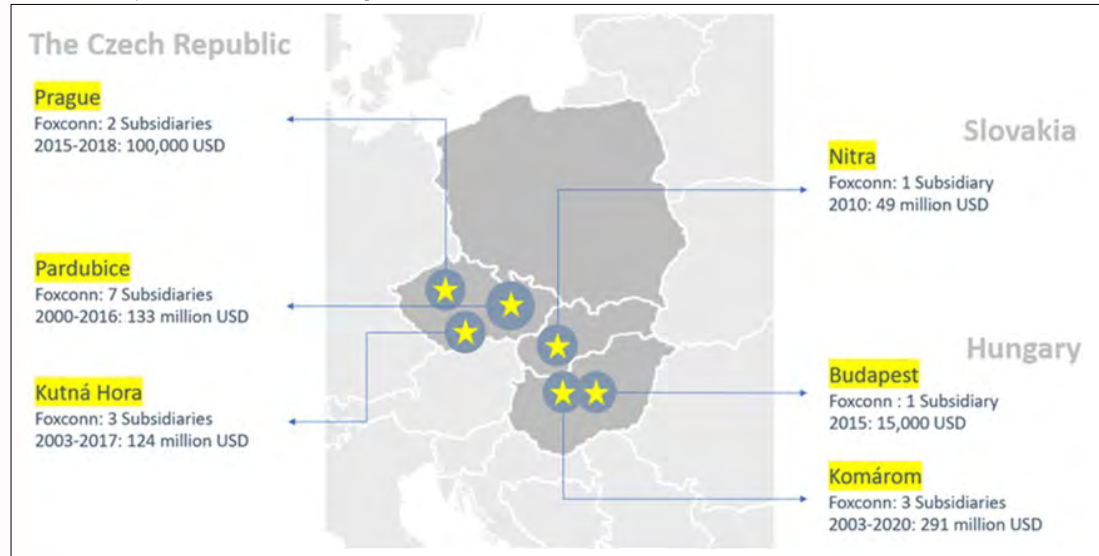 The Czech Republic
Prague
Foxconn: 2 Subsidiaries
2015-2018: 100,000 USD
Pardubice
Foxconn: 7 Subsidiaries
2000-2016: 133 million USD
Kutná Hora
Foxconn: 3 Subsidiaries
2003-2017: 124 million USD
Slovakia
Nitra
Foxconn: 1 Subsidiary
2010: 49 million USD
Hungary
Budapest
Foxconn : 1 Subsidiary
2015: 15,000 USD
Komárom
Foxconn: 3 Subsidiaries
2003-2020: 291 million USD